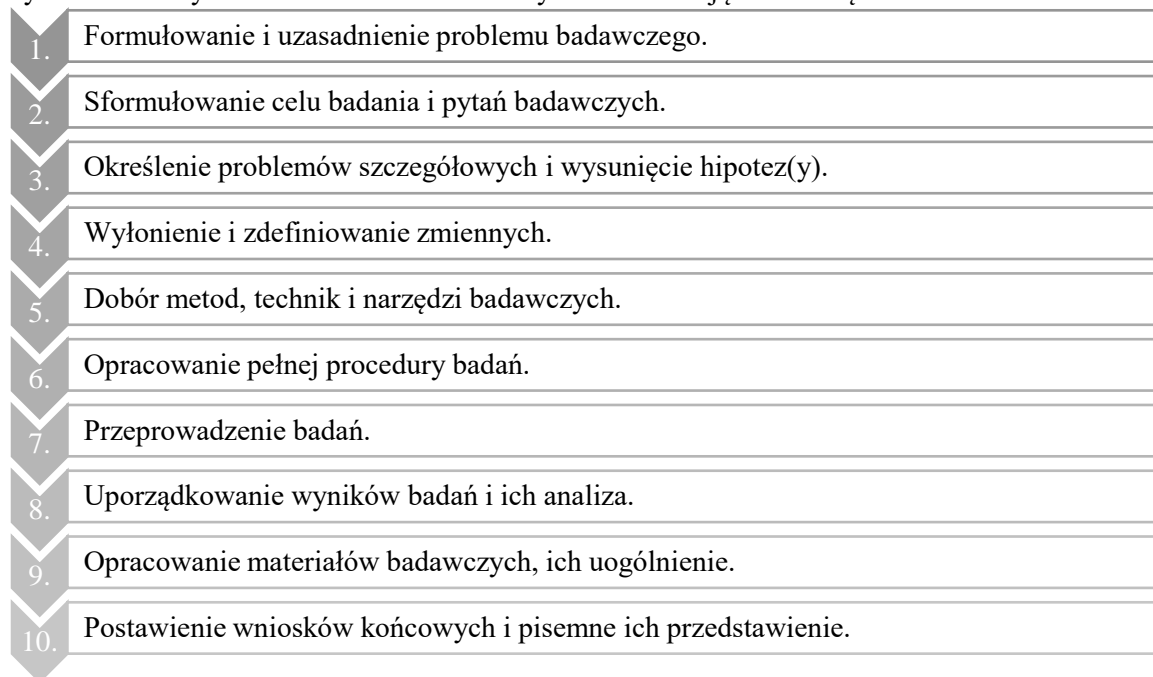 1. Formułowanie i uzasadnienie problemu badawczego.
2. Sformułowanie celu badania i pytań badawczych.
3. Określenie problemów szczegółowych i wysunięcie hipotez(y).
4. Wyłonienie i zdefiniowanie zmiennych.
5. Dobór metod, technik i narzędzi badawczych.
6. Opracowanie pełnej procedury badań.
7. Przeprowadzenie badań.
8. Uporządkowanie wyników badań i ich analiza.
9. Opracowanie materiałów badawczych, ich uogólnienie.
10. Postawienie wniosków końcowych i pisemne ich przedstawienie.